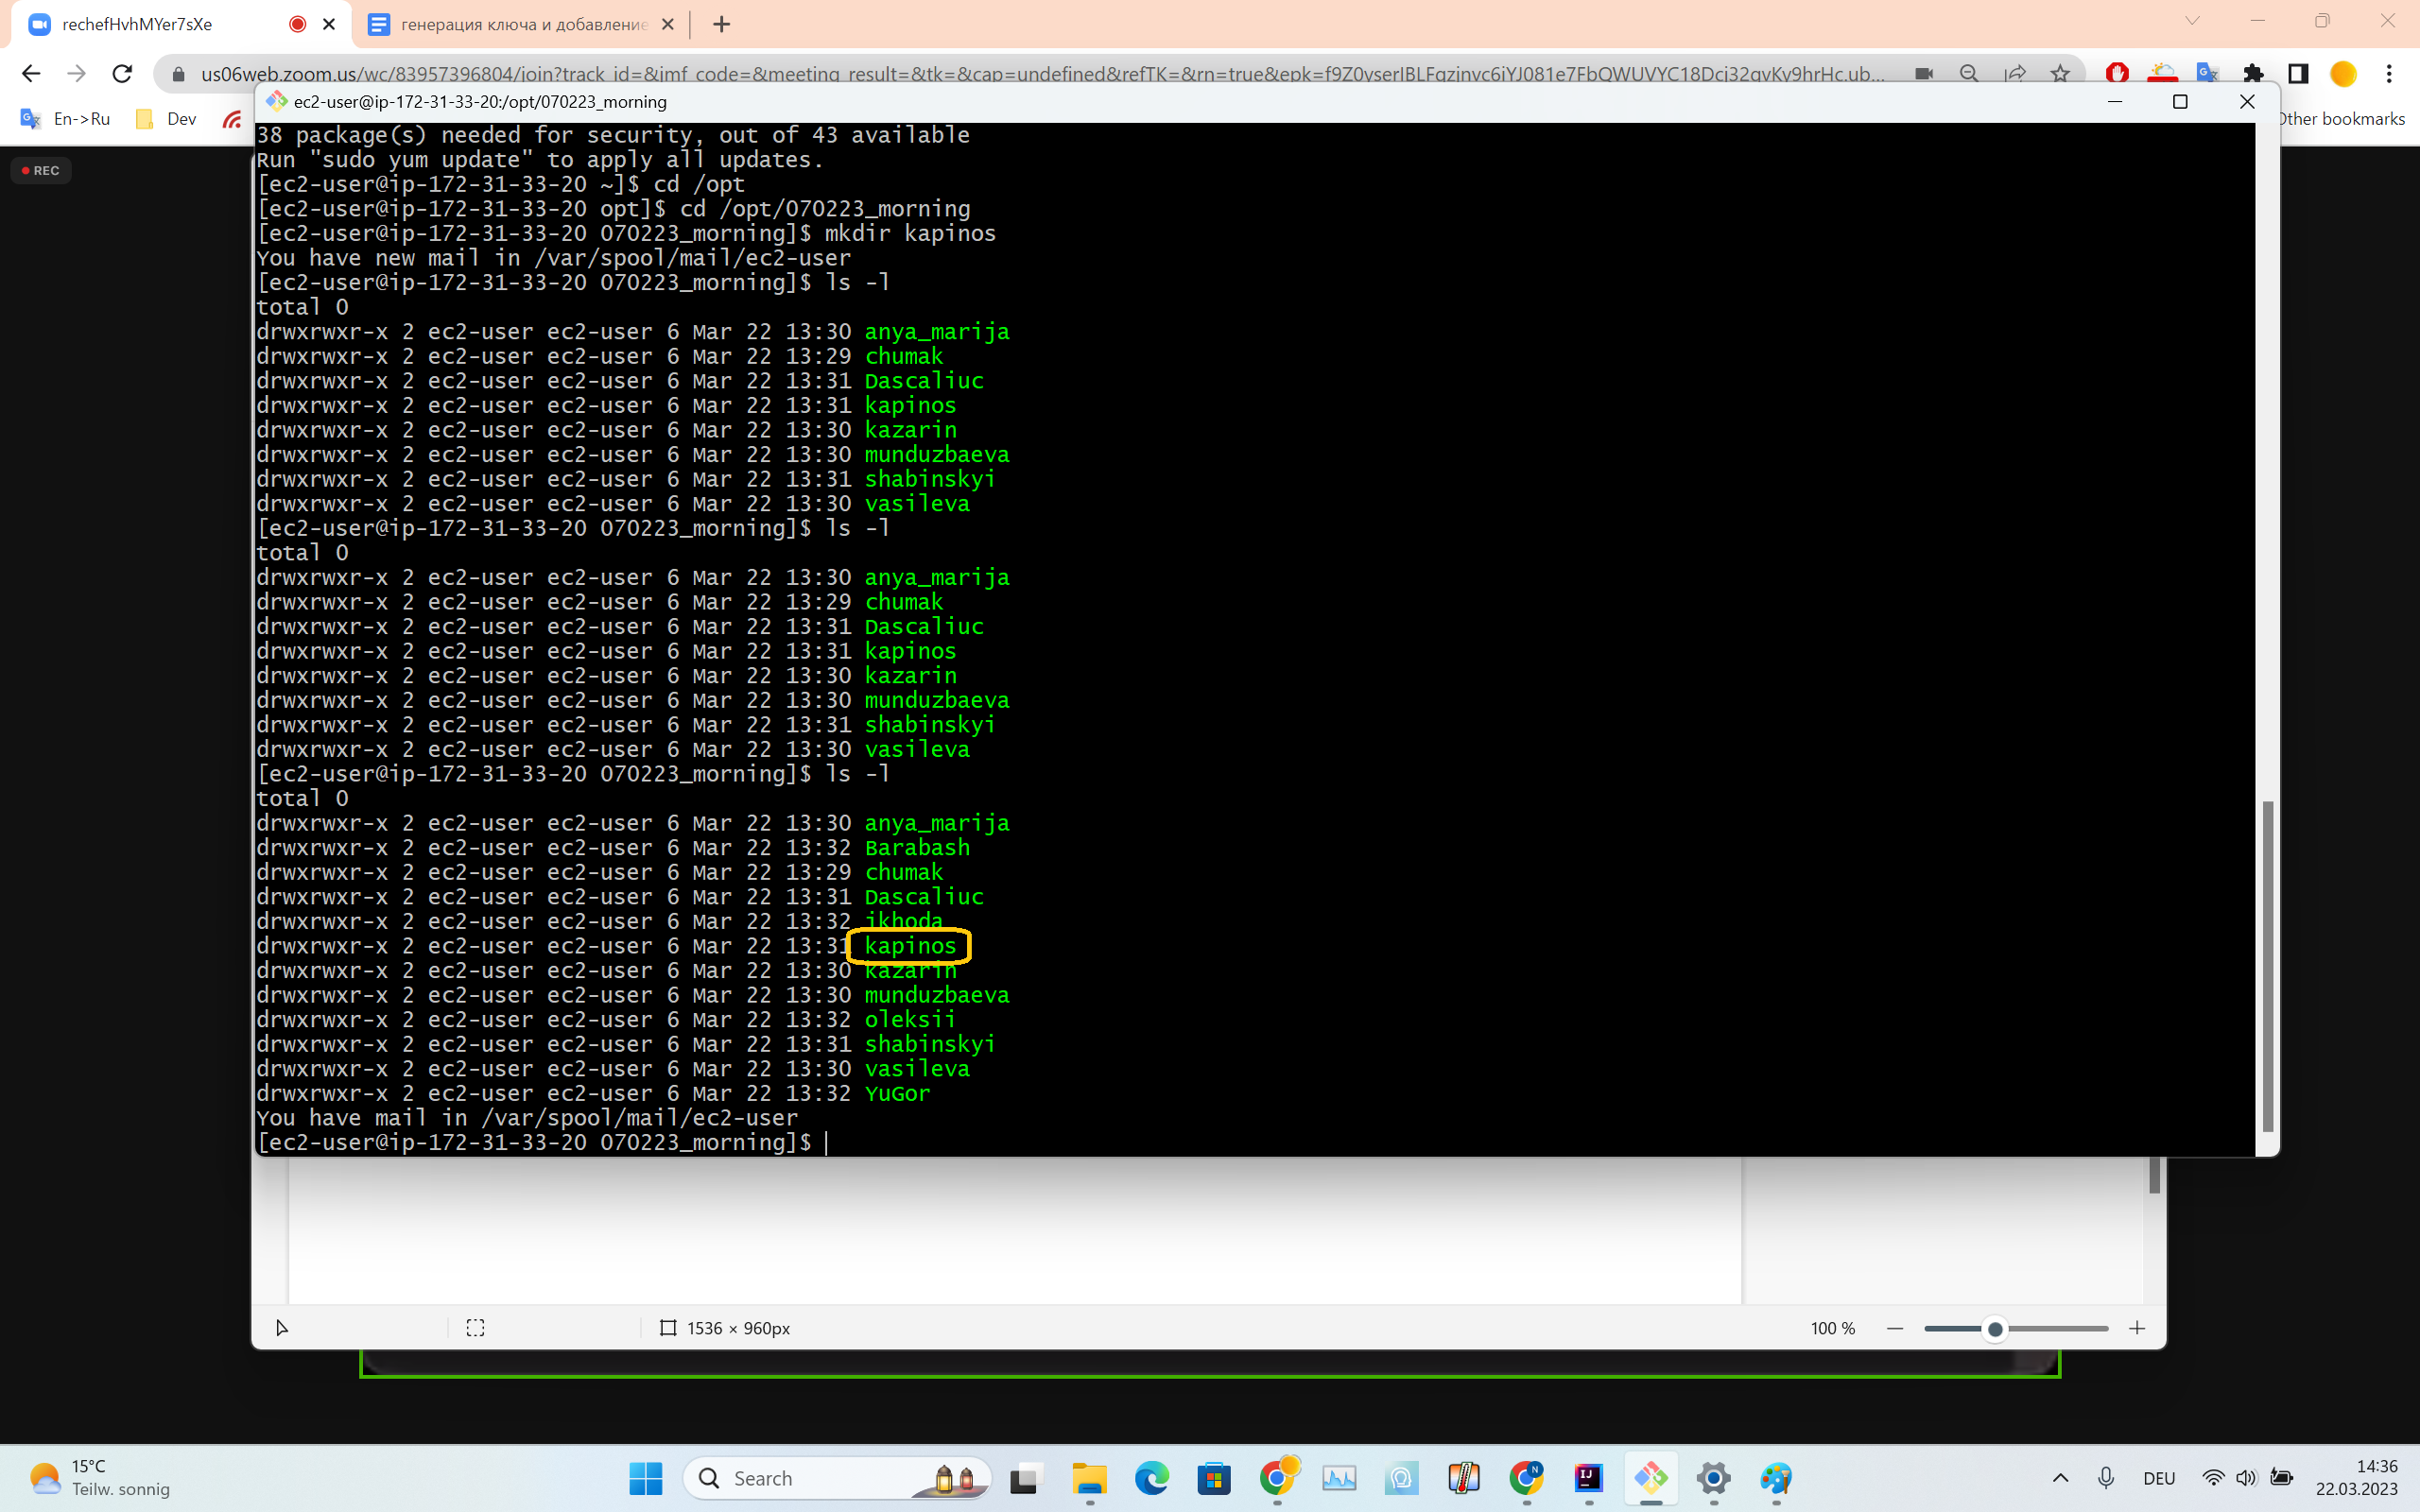 rechefHvhMYer7sXe
генерация ключа и добавление
us06web.zoom.us/wc/83957396804/join?track_id=&jmf_code=&meeting_result=&tk=&cap=undefined&refTK=&rn=true&epk=
En->Ru
Dev
Other bookmarks
REC
ec2-user@ip-172-31-33-20:/opt/070223_morning
38 package(s) needed for security, out of 43 available
Run "sudo yum update" to apply all updates.
[ec2-user@ip-172-31-33-20 ~]$ cd /opt
[ec2-user@ip-172-31-33-20 opt]$ cd /opt/070223_morning
[ec2-user@ip-172-31-33-20 070223_morning]$ mkdir kapinos
You have new mail in /var/spool/mail/ec2-user
[ec2-user@ip-172-31-33-20 070223_morning]$ ls -l
total 0
drwxrwxr-x 2 ec2-user ec2-user 6 Mar 22 13:30 anya_marija
drwxrwxr-x 2 ec2-user ec2-user 6 Mar 22 13:29 chumak
drwxrwxr-x 2 ec2-user ec2-user 6 Mar 22 13:31 Dascaliuc
drwxrwxr-x 2 ec2-user ec2-user 6 Mar 22 13:31 kapinos
drwxrwxr-x 2 ec2-user ec2-user 6 Mar 22 13:30 kazarin
drwxrwxr-x 2 ec2-user ec2-user 6 Mar 22 13:30 munduzbaeva
drwxrwxr-x 2 ec2-user ec2-user 6 Mar 22 13:31 shabinskyi
drwxrwxr-x 2 ec2-user ec2-user 6 Mar 22 13:30 vasileva
[ec2-user@ip-172-31-33-20 070223_morning]$ ls -l
total 0
drwxrwxr-x 2 ec2-user ec2-user 6 Mar 22 13:30 anya_marija
drwxrwxr-x 2 ec2-user ec2-user 6 Mar 22 13:29 chumak
drwxrwxr-x 2 ec2-user ec2-user 6 Mar 22 13:31 Dascaliuc
drwxrwxr-x 2 ec2-user ec2-user 6 Mar 22 13:31 kapinos
drwxrwxr-x 2 ec2-user ec2-user 6 Mar 22 13:30 kazarin
drwxrwxr-x 2 ec2-user ec2-user 6 Mar 22 13:30 munduzbaeva
drwxrwxr-x 2 ec2-user ec2-user 6 Mar 22 13:31 shabinskyi
drwxrwxr-x 2 ec2-user ec2-user 6 Mar 22 13:30 vasileva
[ec2-user@ip-172-31-33-20 070223_morning]$ ls -l
total 0
drwxrwxr-x 2 ec2-user ec2-user 6 Mar 22 13:30 anya_marija
drwxrwxr-x 2 ec2-user ec2-user 6 Mar 22 13:32 Barabash
drwxrwxr-x 2 ec2-user ec2-user 6 Mar 22 13:29 chumak
drwxrwxr-x 2 ec2-user ec2-user 6 Mar 22 13:31 Dascaliuc
drwxrwxr-x 2 ec2-user ec2-user 6 Mar 22 13:32 ikhoda
drwxrwxr-x 2 ec2-user ec2-user 6 Mar 22 13:31 kapinos
drwxrwxr-x 2 ec2-user ec2-user 6 Mar 22 13:30 kazarin
drwxrwxr-x 2 ec2-user ec2-user 6 Mar 22 13:30 munduzbaeva
drwxrwxr-x 2 ec2-user ec2-user 6 Mar 22 13:32 oleksii
drwxrwxr-x 2 ec2-user ec2-user 6 Mar 22 13:31 shabinskyi
drwxrwxr-x 2 ec2-user ec2-user 6 Mar 22 13:30 vasileva
drwxrwxr-x 2 ec2-user ec2-user 6 Mar 22 13:32 YuGor
You have mail in /var/spool/mail/ec2-user
[ec2-user@ip-172-31-33-20 070223_morning]$
1536 × 960px
100 %
15°C
Teilw. sonnig
Search
DEU
14:36
22.03.2023